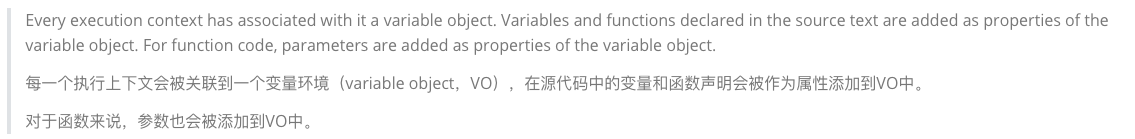 Every execution context has associated with it a variable object. Variables and functions declared in the source text are added as properties of the
variable object. For function code, parameters are added as properties of the variable object.
每一个执行上下文会被关联到一个变量环境（variable object，VO），在源代码中的变量和函数声明会被作为属性添加到VO中。
对于函数来说，参数也会被添加到VO中。